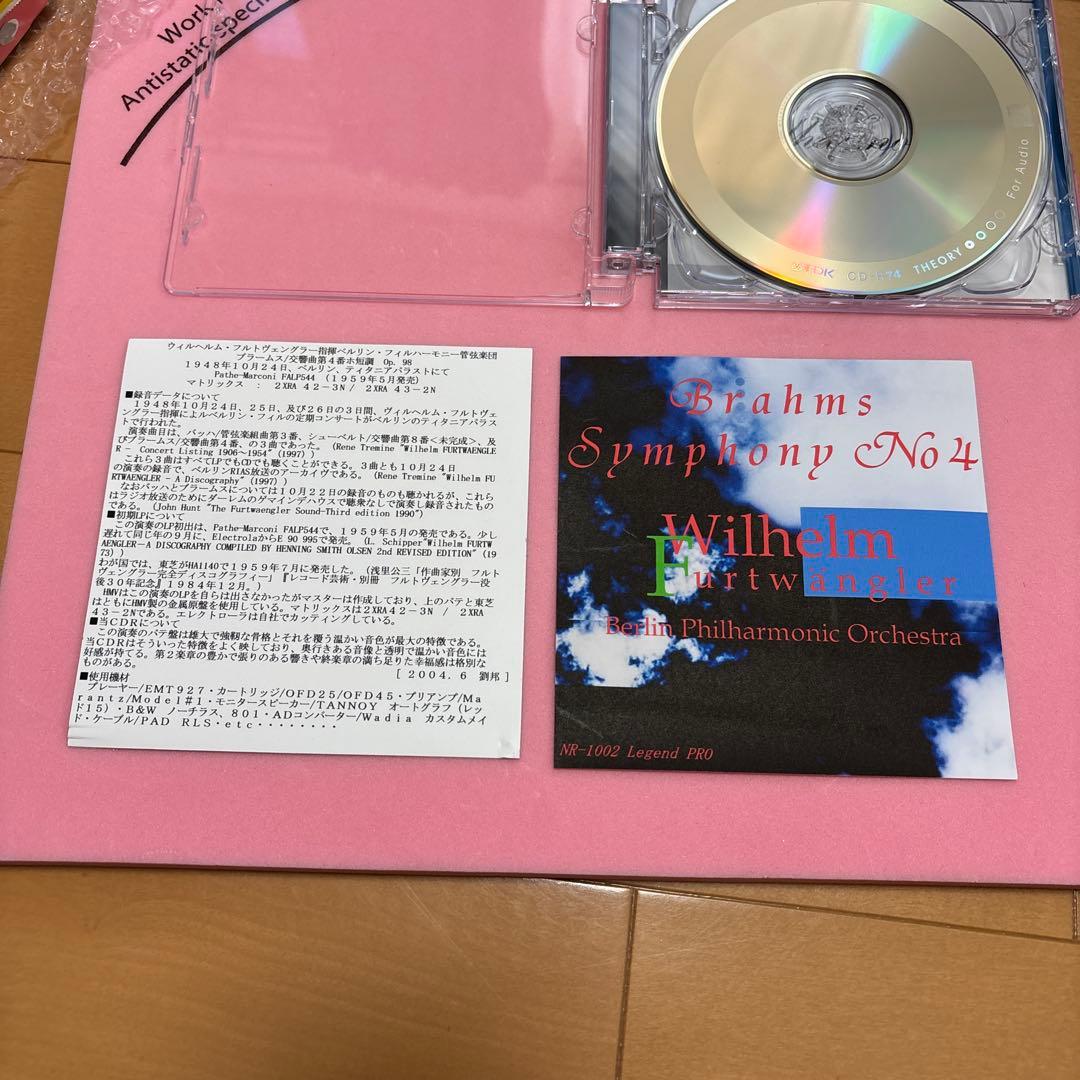 Work
Antistatic speci
TDK CD-R74 THEORY For Audio
ウィルヘルム・フルトヴェングラー指揮ベルリン・フィルハーモニー管弦楽団
ブラームス/交響曲第4番ホ短調 Op. 98
1948年10月24日、ベルリン、ティタニアパラストにて
Pathe-Marconi FALP544 (1959年5月発売)
マトリックス : 2XRA 42-3N / 2XRA 43-2N
■録音データについて
1948年10月24日、25日、及び26日の3日間、ヴィルヘルム・フルトヴェ
ングラー指揮によルベルリン・フィルの定期コンサートがベルリンのティタニアパラス
トで行われた。
演奏曲目は、バッハ/管弦楽組曲第3番、シューベルト/交響曲第8番<未完成>、及
びブラームス/交響曲第4番、の3曲であった。(Rene Tremine "Wilhelm FURTWAENGLE
R - Concert Listing 1906~1954" (1997))
これら3曲はすべてLPでもCDでも聴くことができる。3曲とも10月24日
の演奏の録音で、ベルリンRIAS放送のアーカイヴである。(Rene Tremine "Wilhelm FU
RTWAENGLER - A Discography" (1997))
なおバッハとブラームスについては10月22日の録音のものも聴かれるが、これら
はラジオ放送のためにダーレムのゲマインデハウスで聴衆なしで演奏し録音されたもの
である。(John Hunt "The Furtwaengler Sound-Third edition 1990")
■初期LPについて
この演奏のLP初出は、Pathe-Marconi FALP544で、1959年5月の発売である。少し
遅れて同じ年の9月に、ElectrolaからE 90 995で発売。(L. Schipper"Wilhelm FURTW
AENGLER-A DISCOGRAPHY COMPILED BY HENNING SMITH OLSEN 2nd REVISED EDITION" (19
73))
わが国では、東芝がHA1140で1959年7月に発売した。(浅里公三「作曲家別 フルト
ヴェングラー完全ディスコグラフィー」『レコード芸術・別冊 フルトヴェングラー没
後30年記念』1984年12月。)
HMVはこの演奏のLPを自らは出さなかったがマスターは作成しており、上のパテと東芝
はともにHMV製の金属原盤を使用している。マトリックスは2XRA42-3N / 2XRA
43-2Nである。エレクトローラは自社でカッティングしている。
■当CDRについて
この演奏のパテ盤は雄大で強靭な骨格とそれを覆う温かい音色が最大の特徴である。
当CDRはそういった特徴をよく映しており、奥行きある音像と透明で温かい音色には
好感が持てる。第2楽章の豊かで張りのある響きや終楽章の満ち足りた幸福感は格別な
ものがある。
[2004.6 劉邦]
■使用機材
プレーヤー/EMT927・カートリッジ/OFD25/OFD45・プリアンプ/Ma
rantz/Model#1・モニタースピーカー/TANNOY オートグラフ(レッ
ド15)・B&W ノーチラス、801・ADコンバーター/Wadia カスタムメイ
ド・ケーブル/PAD RLS・etc・・・・・・・・
Brahms
Symphony No 4
Wilhelm
Furtwängler
Berlin Philharmonic Orchestra
NR-1002 Legend PRO